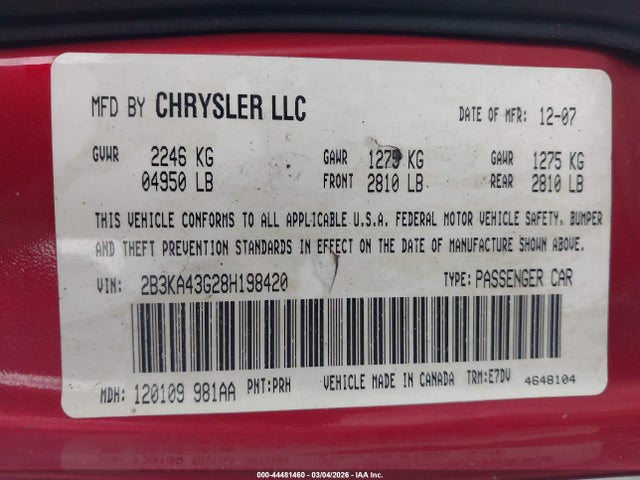 MFD BY CHRYSLER LLC DATE OF MFR: 12-07
GVWR 2246 KG GAWR 1275 KG GAWR 1275 KG
04950 LB FRONT 2810 LB REAR 2810 LB
THIS VEHICLE CONFORMS TO ALL APPLICABLE U.S.A. FEDERAL MOTOR VEHICLE SAFETY, BUMPER
AND THEFT PREVENTION STANDARDS IN EFFECT ON THE DATE OF MANUFACTURE SHOWN ABOVE.
VIN: 2B3KA43G28H198420 TYPE: PASSENGER CAR
MDH: 120109 981AA PNT: PRH VEHICLE MADE IN CANADA TRM: E7DV 4648104
000-44481460 - 03/04/2026 - IAAI, Inc.